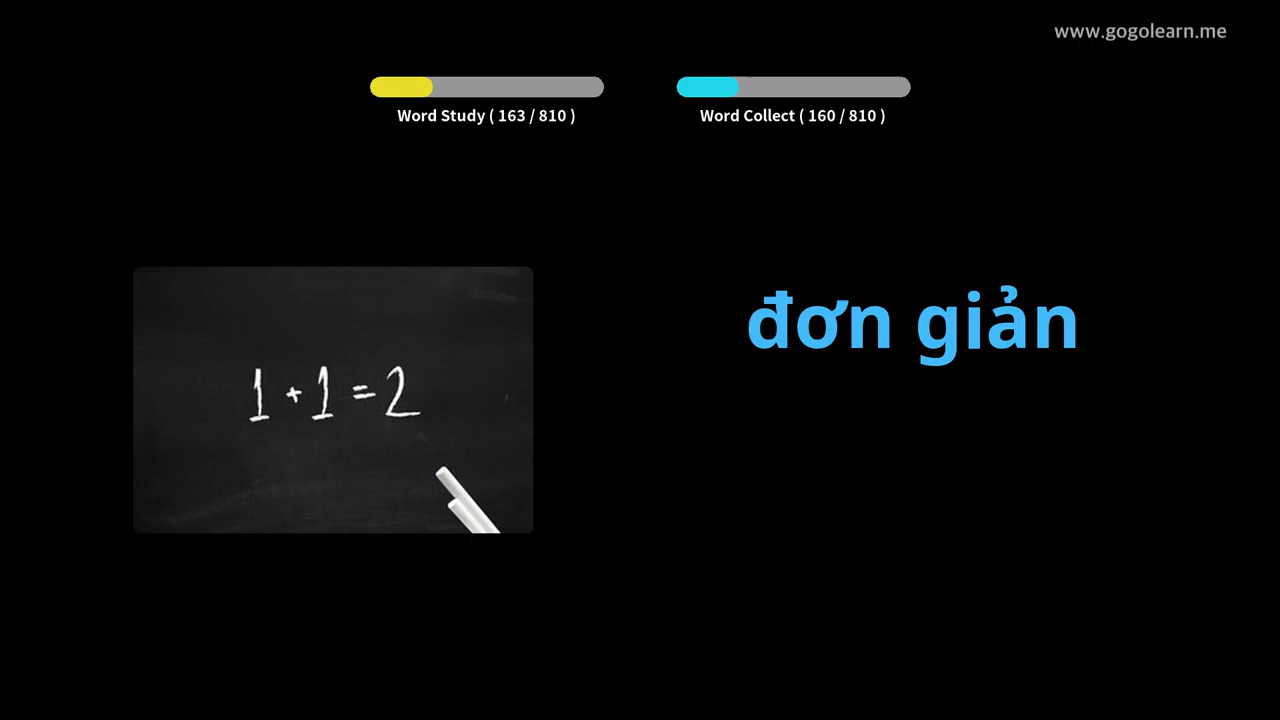 www.gogolearn.me
Word Study ( 163 / 810 )
Word Collect ( 160 / 810 )
đơn giản
1 + 1 = 2